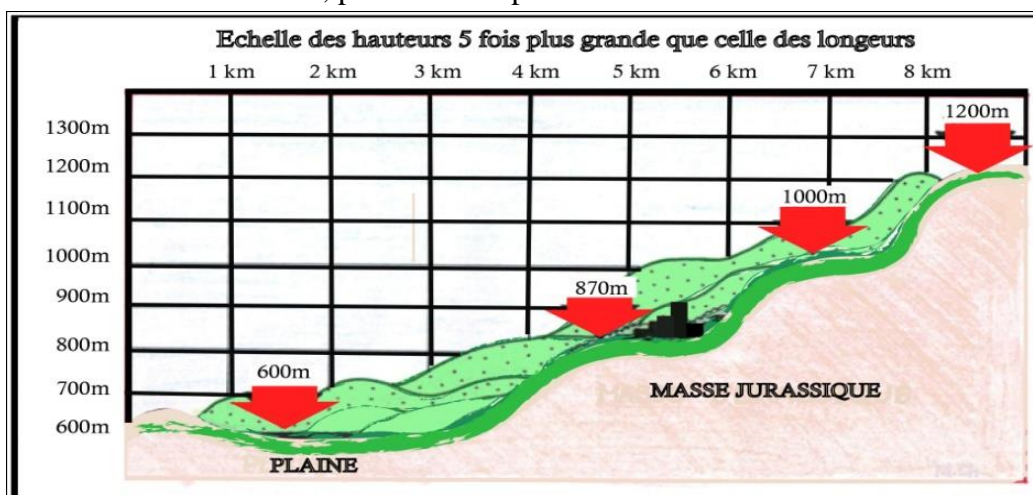 Echelle des hauteurs 5 fois plus grande que celle des longeurs
1 km 2 km 3 km 4 km 5 km 6 km 7 km 8 km
1300m
1200m
1100m
1000m
900m
800m
700m
600m
1200m
1000m
870m
600m
MASSE JURASSIQUE
PLAINE